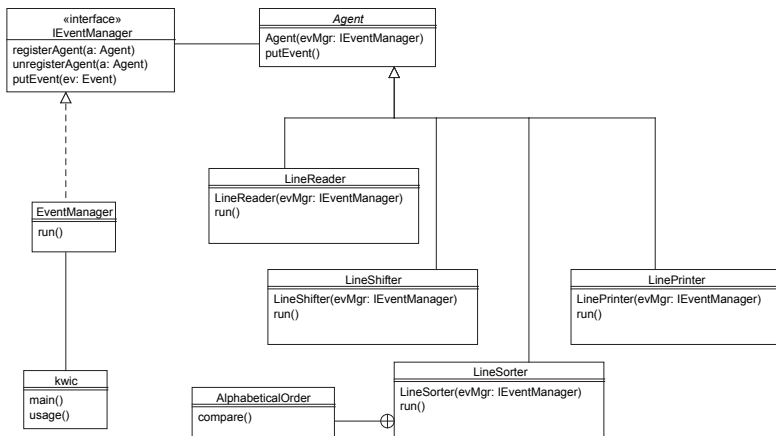 «interface»
IEventManager
registerAgent(a: Agent)
unregisterAgent(a: Agent)
putEvent(ev: Event)
Agent
Agent(evMgr: IEventManager)
putEvent()
LineReader
LineReader(evMgr: IEventManager)
run()
EventManager
run()
LineShifter
LineShifter(evMgr: IEventManager)
run()
LinePrinter
LinePrinter(evMgr: IEventManager)
run()
kwic
main()
usage()
AlphabeticalOrder
compare()
LineSorter
LineSorter(evMgr: IEventManager)
run()